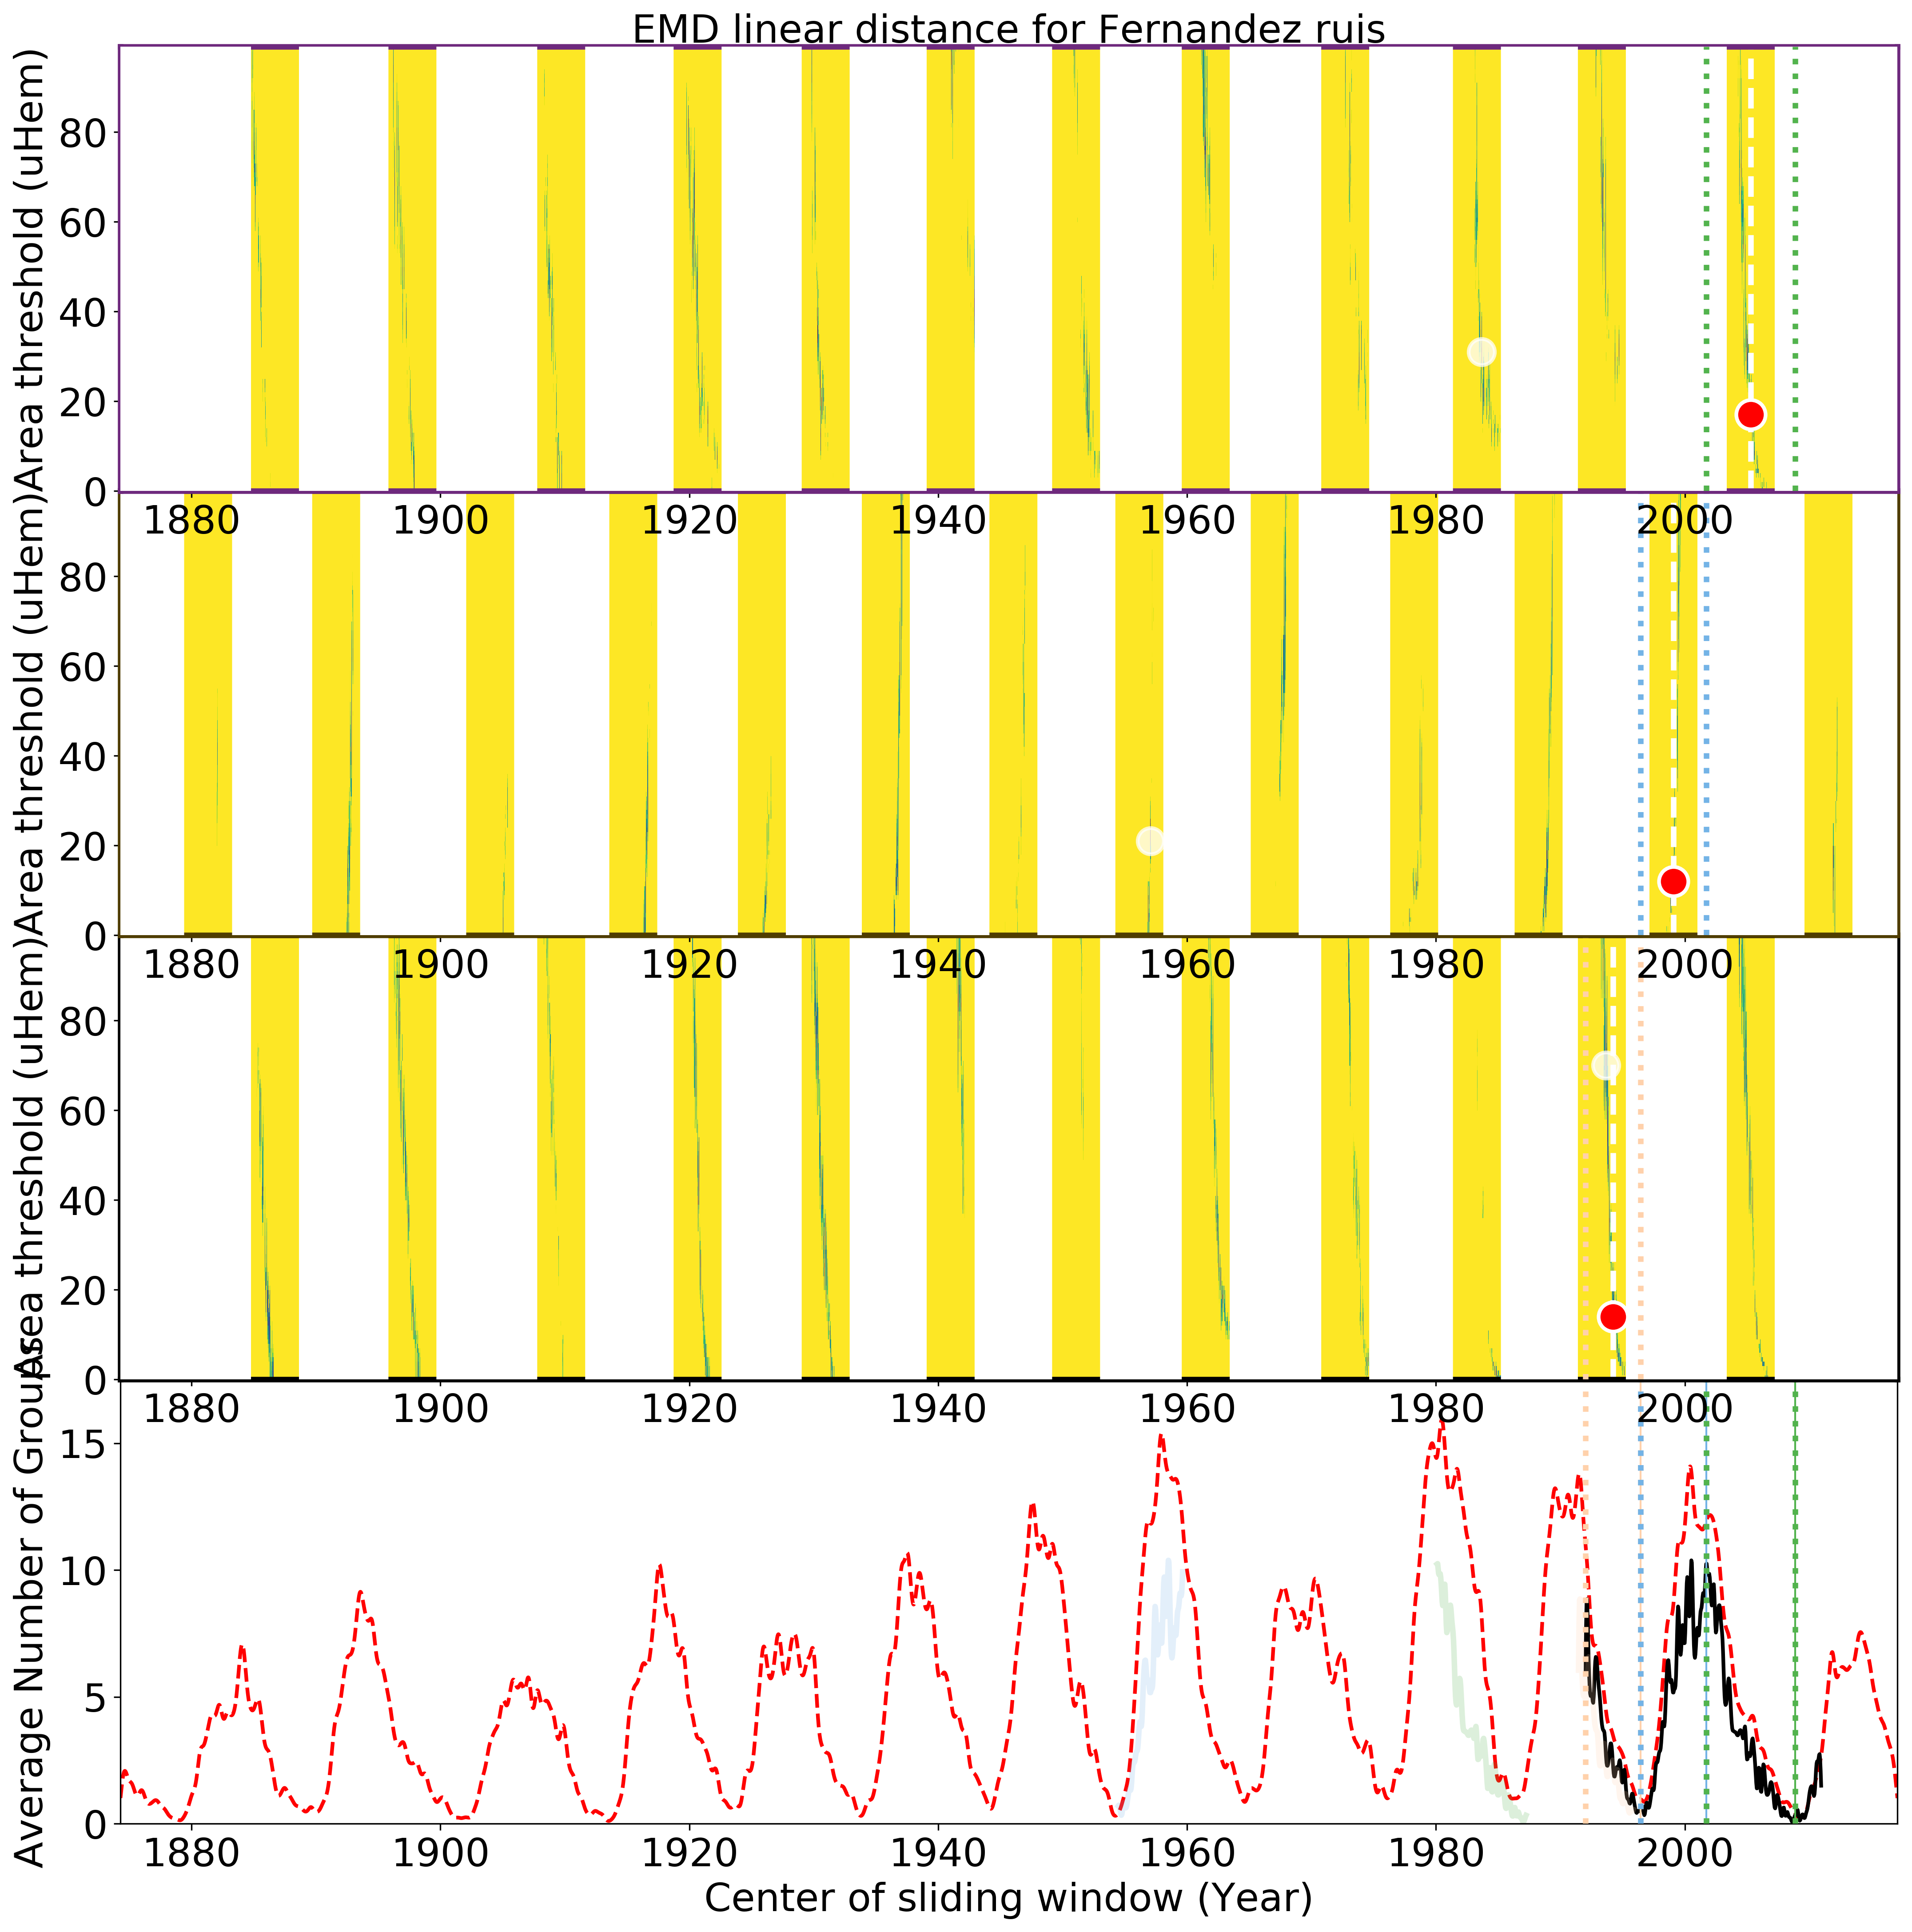 EMD linear distance for Fernandez ruis
Area threshold (uHem)
80
60
40
20
0
1880 1900 1920 1940 1960 1980 2000
Area threshold (uHem)
80
60
40
20
0
1880 1900 1920 1940 1960 1980 2000
Area threshold (uHem)
80
60
40
20
0
1880 1900 1920 1940 1960 1980 2000
Average Number of Groups
15
10
5
0
1880 1900 1920 1940 1960 1980 2000
Center of sliding window (Year)